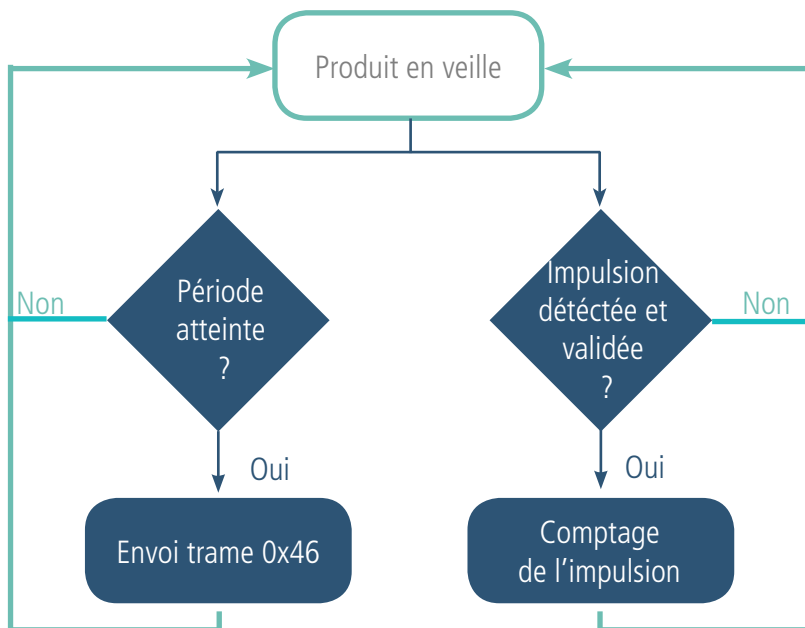 Produit en veille
Période
atteinte
?
Impulsion
détéctée et
validée
?
Non
Non
Oui
Oui
Envoi trame 0x46
Comptage
de l’impulsion